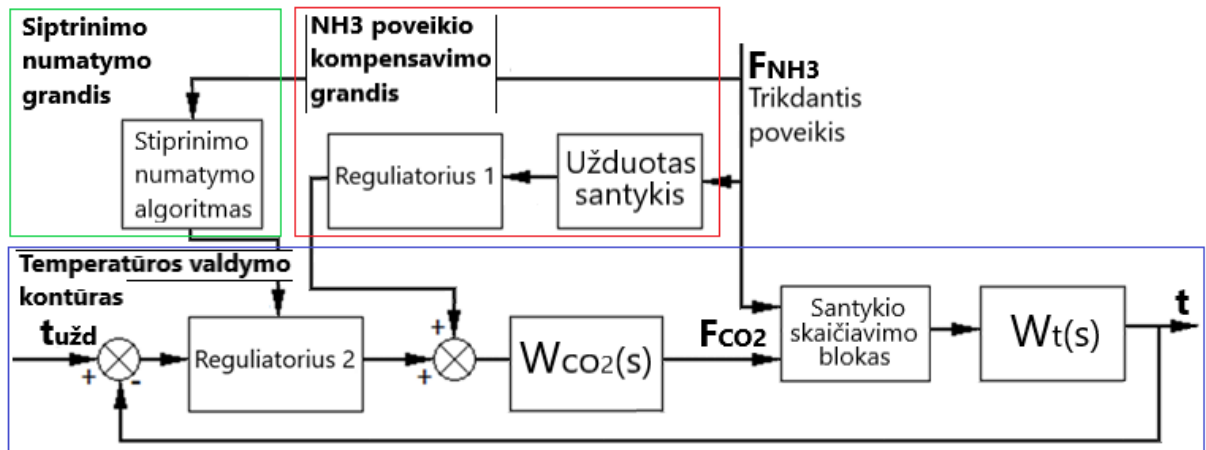 Siptrinimo
numatymo
grandis
NH3 poveikio
kompensavimo
grandis
FNH3
Trikdantis
poveikis
Stiprinimo
numatymo
algoritmas
Reguliatorius 1
Užduotas
santykis
Temperatūros valdymo
kontūras
tužd
+
-
Reguliatorius 2
+
+
WCO2(s)
FCO2
Santykio
skaičiavimo
blokas
Wt(s)
t